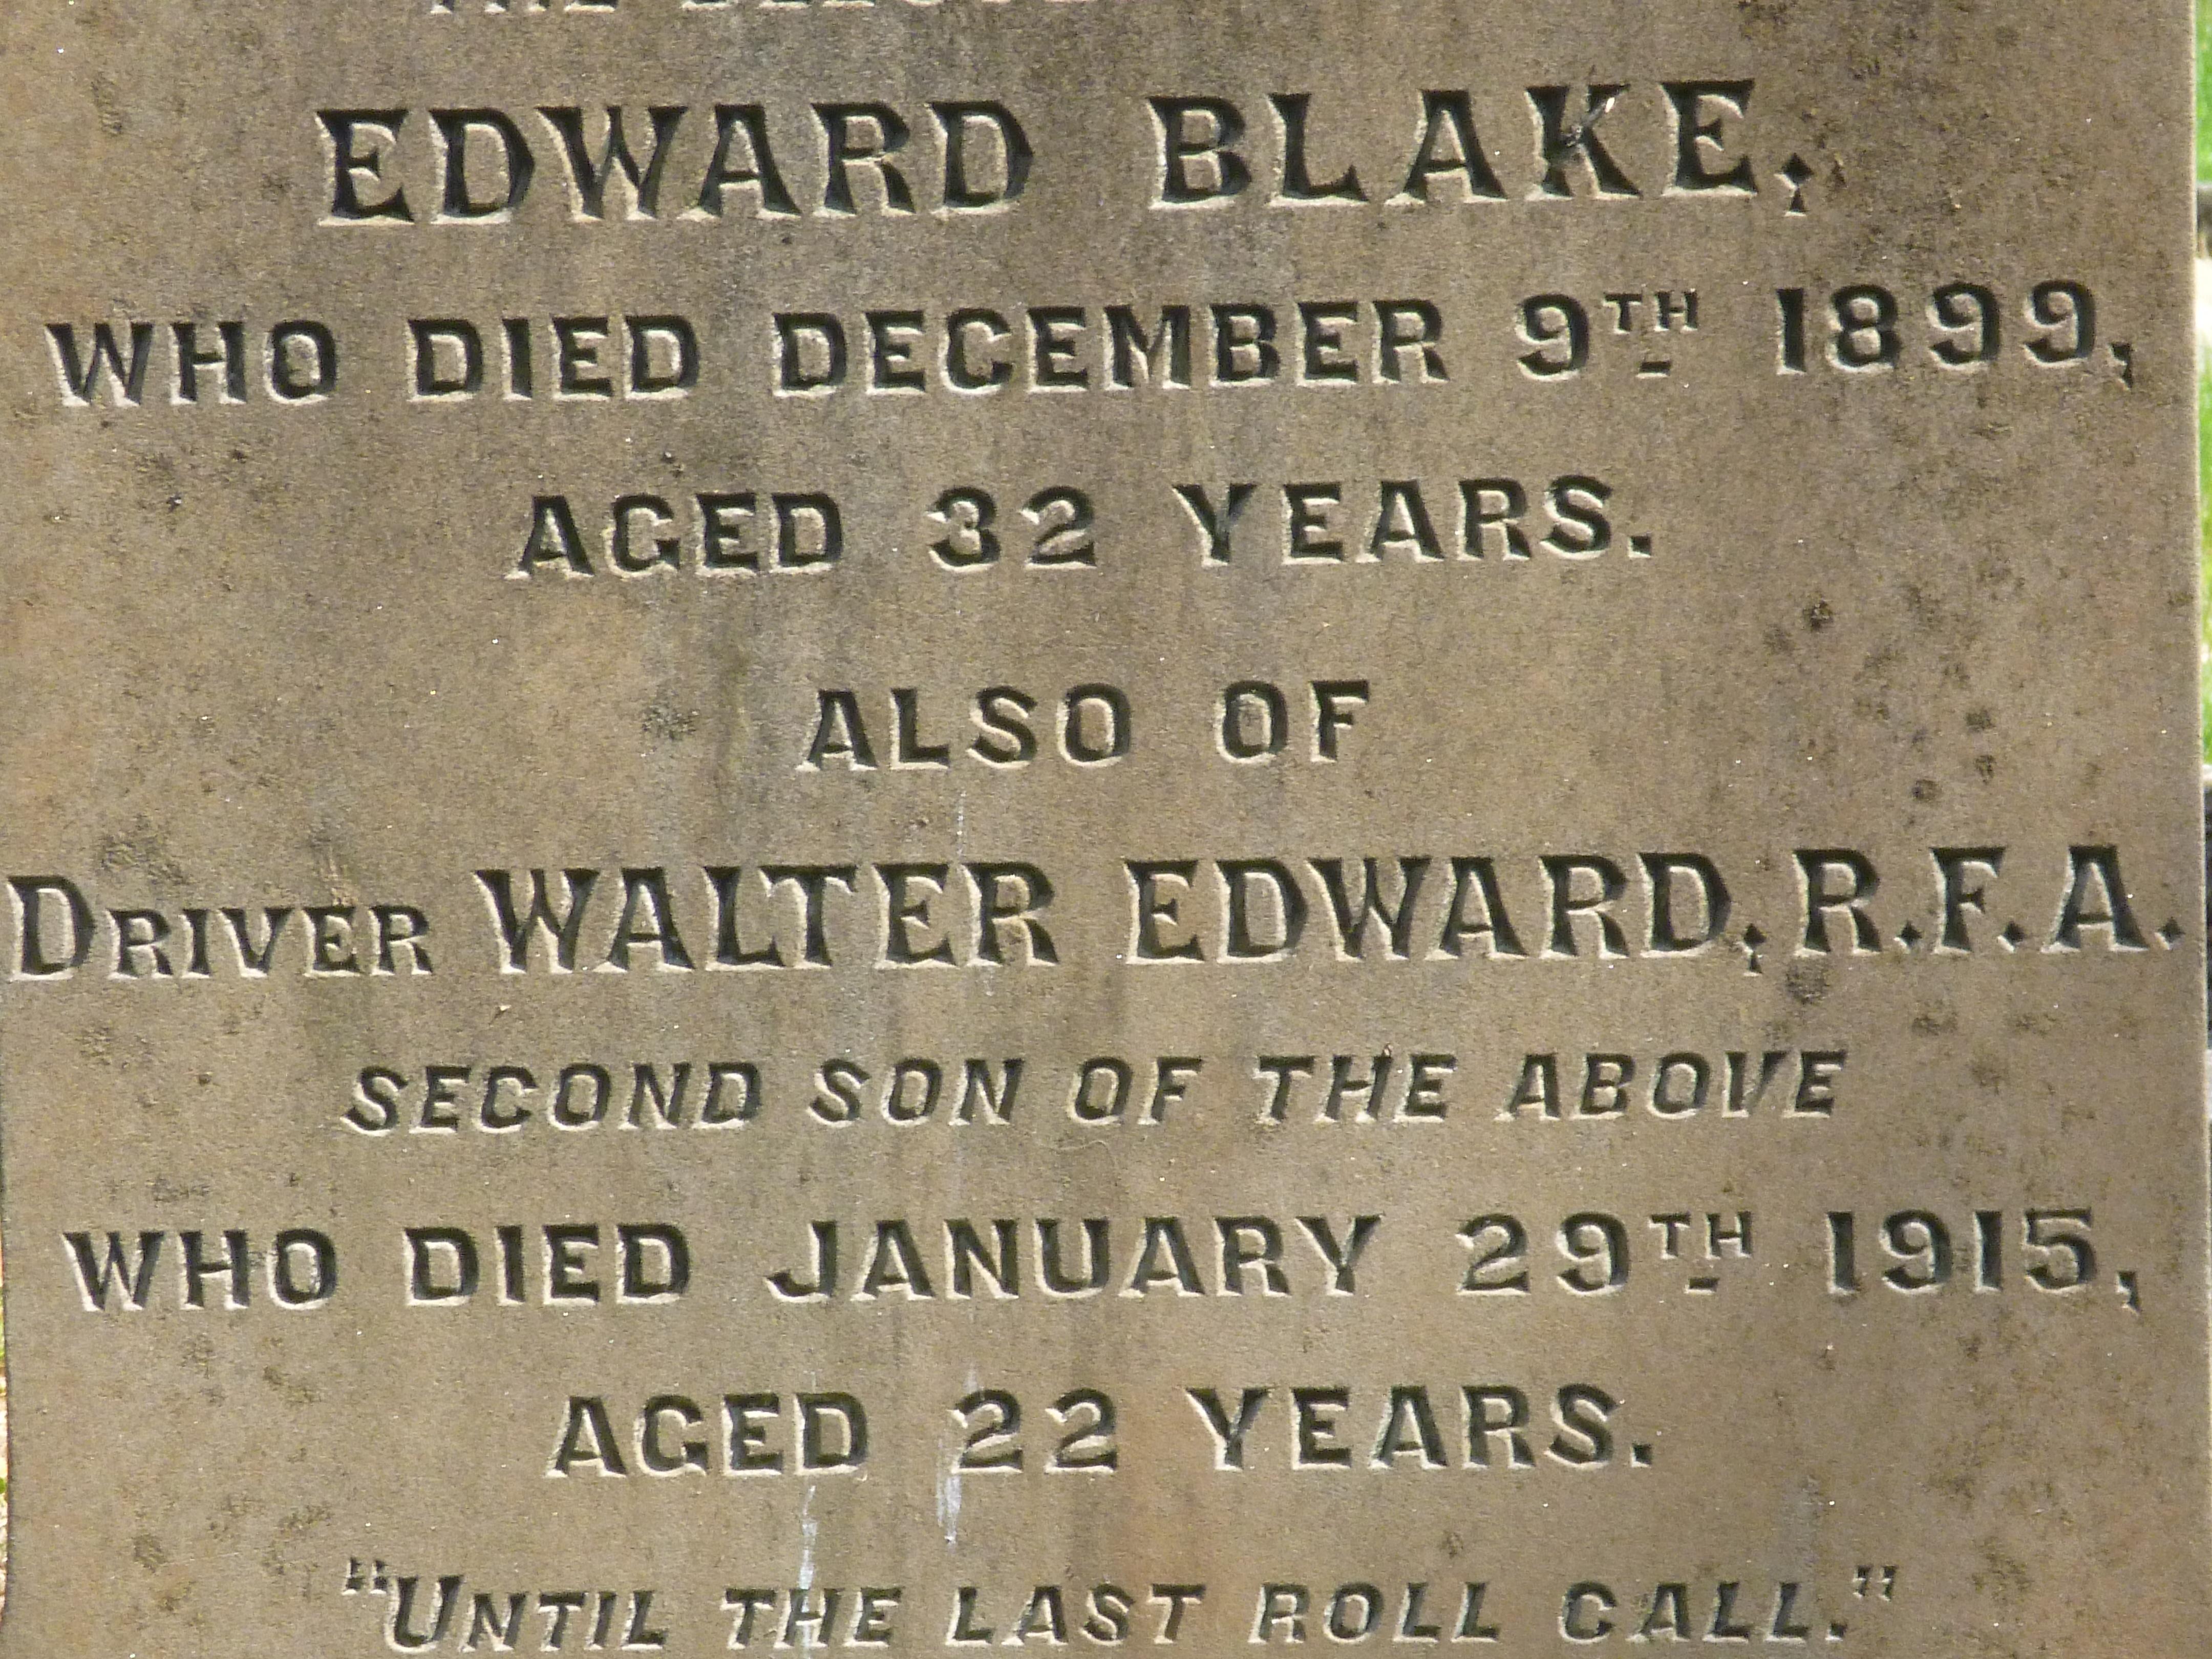 EDWARD BLAKE,
WHO DIED DECEMBER 9TH 1899,
AGED 32 YEARS.
ALSO OF
DRIVER WALTER EDWARD, R.F.A.
SECOND SON OF THE ABOVE
WHO DIED JANUARY 29TH 1915,
AGED 22 YEARS.
"UNTIL THE LAST ROLL CALL."